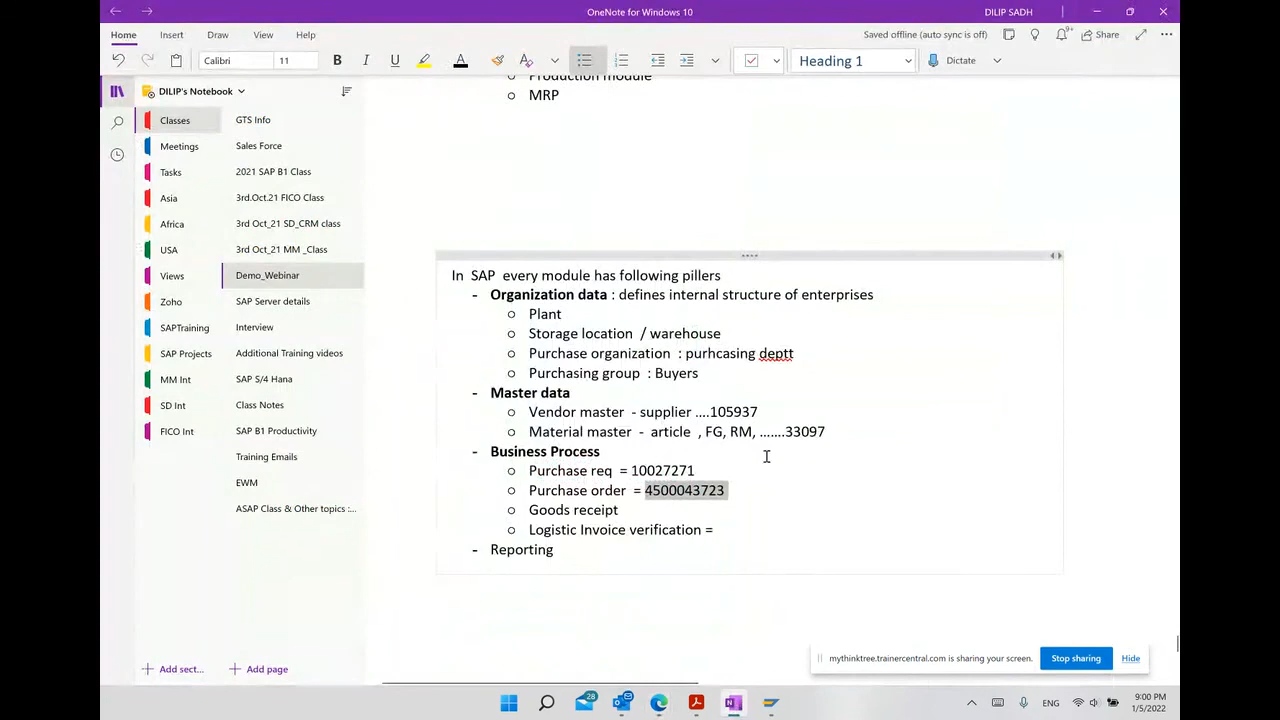 OneNote for Windows 10
DILIP SADH
Home Insert Draw View Help
Saved offline (auto sync is off)
9+
Share
Calibri 11 B I U A Heading 1 Dictate
DILIP's Notebook
Classes
Meetings
Tasks
Asia
Africa
USA
Views
Zoho
SAPTraining
SAP Projects
MM Int
SD Int
FICO Int
GTS Info
Sales Force
2021 SAP B1 Class
3rd.Oct.21 FICO Class
3rd Oct_21 SD_CRM class
3rd Oct_21 MM _Class
Demo_Webinar
SAP Server details
Interview
Additional Training videos
SAP S/4 Hana
Class Notes
SAP B1 Productivity
Training Emails
EWM
ASAP Class & Other topics :...
Add sect...
Add page
Production module
MRP
In SAP every module has following pillers
- Organization data : defines internal structure of enterprises
Plant
Storage location / warehouse
Purchase organization : purhcasing deptt
Purchasing group : Buyers
- Master data
Vendor master - supplier ....105937
Material master - article , FG, RM, .......33097
- Business Process
Purchase req = 10027271
Purchase order = 4500043723
Goods receipt
Logistic Invoice verification =
- Reporting
mythinktree.trainercentral.com is sharing your screen.
Stop sharing
Hide
28
ENG
9:00 PM
1/5/2022